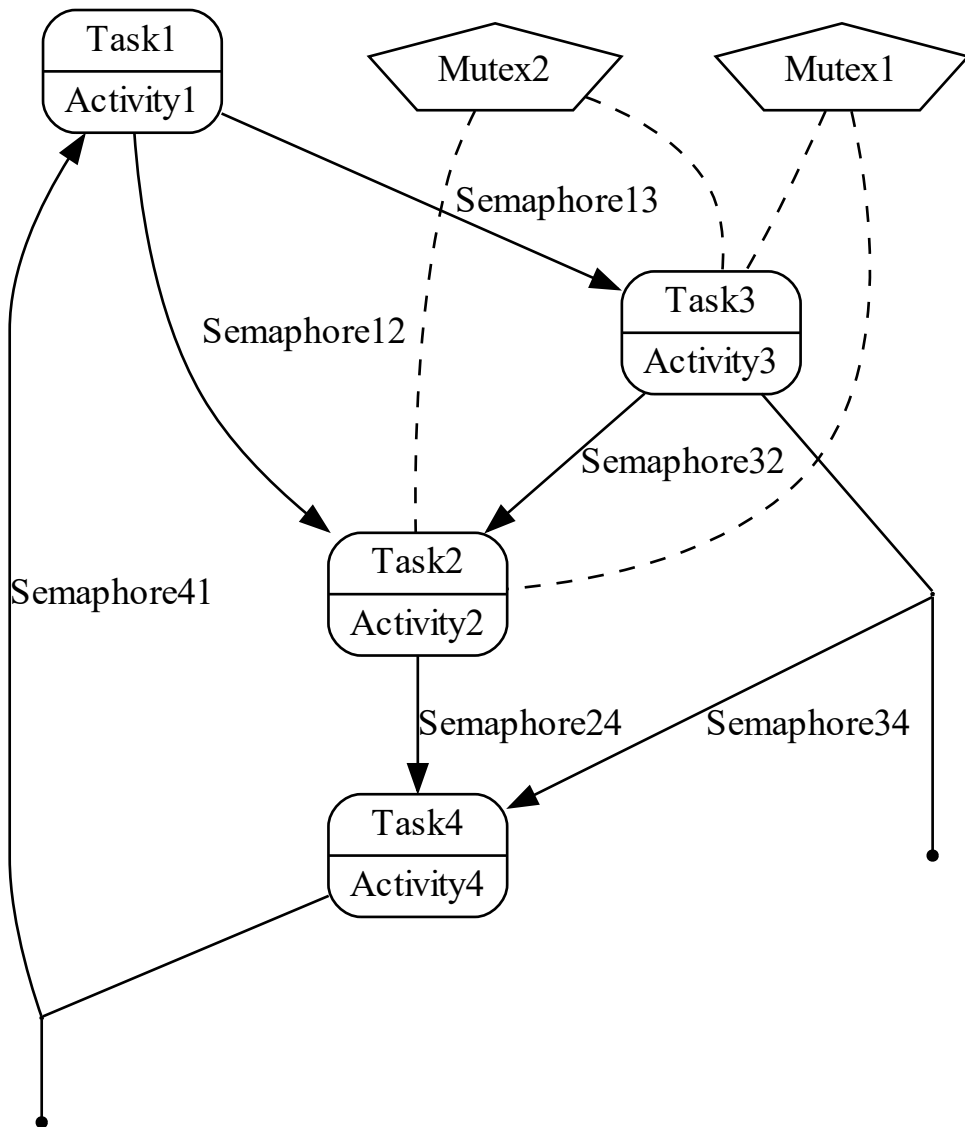 Task1
Activity1
Mutex2
Mutex1
Semaphore13
Task3
Activity3
Semaphore12
Semaphore32
Task2
Activity2
Semaphore41
Semaphore24
Semaphore34
Task4
Activity4